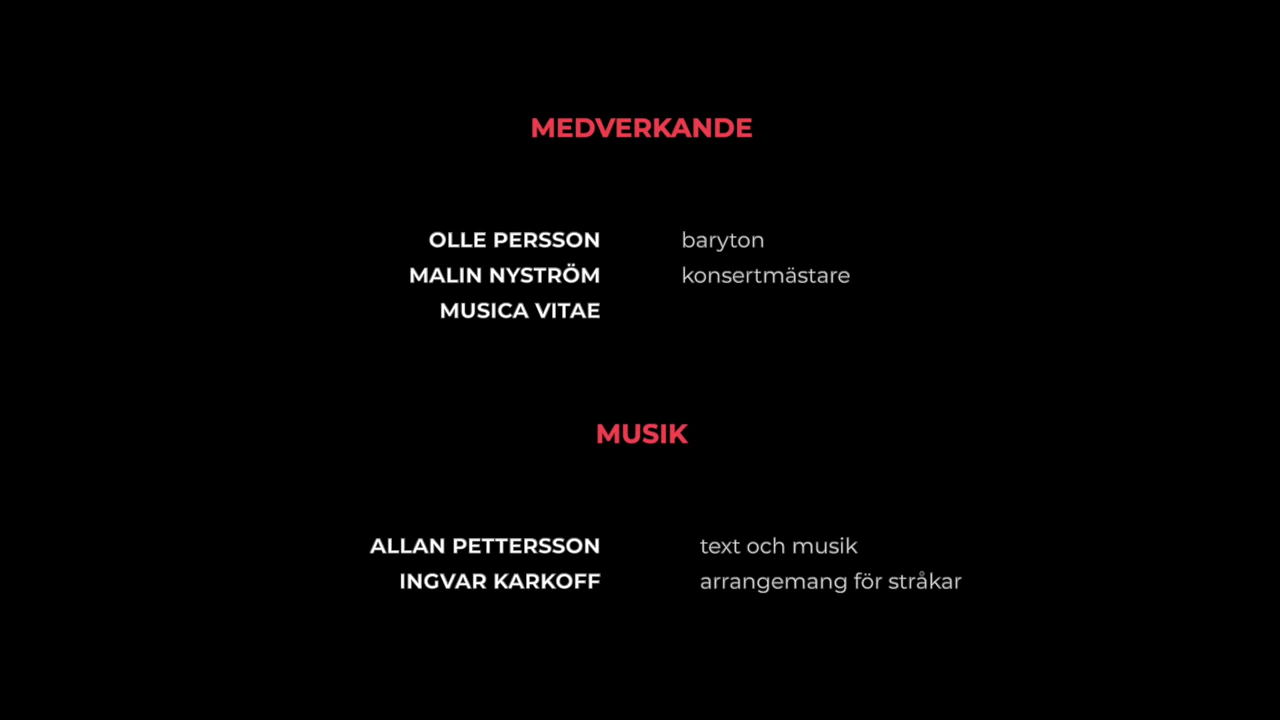 MEDVERKANDE
OLLE PERSSON baryton
MALIN NYSTRÖM konsertmästare
MUSICA VITAE
MUSIK
ALLAN PETTERSSON text och musik
INGVAR KARKOFF arrangemang för stråkar